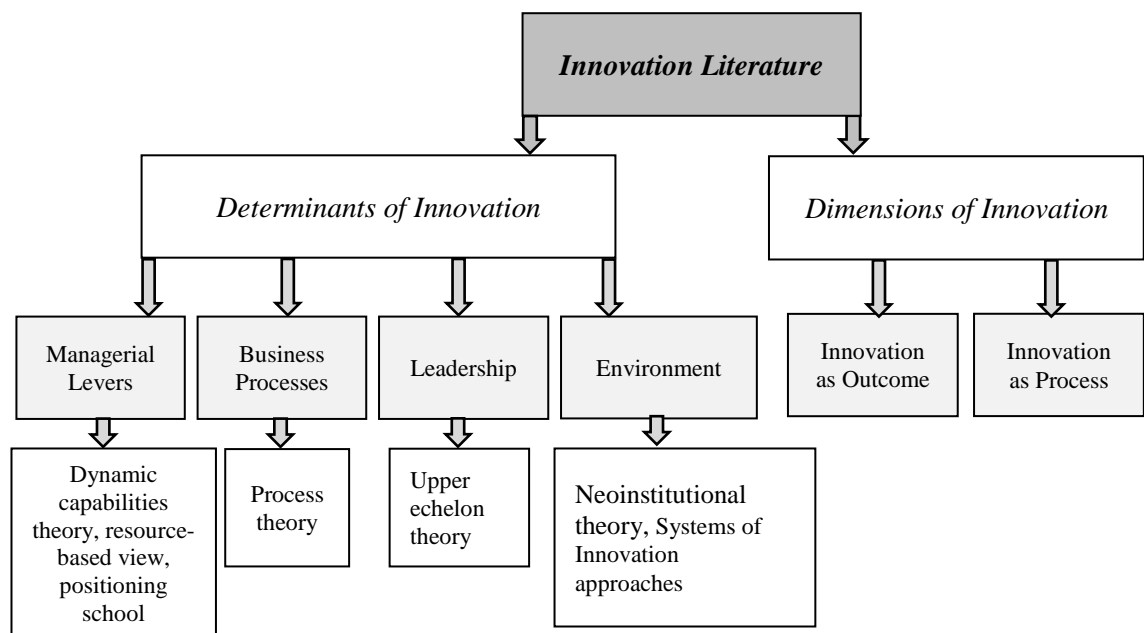 Innovation Literature
Determinants of Innovation
Dimensions of Innovation
Managerial
Levers
Business
Processes
Leadership
Environment
Innovation
as Outcome
Innovation
as Process
Dynamic
capabilities
theory, resource-
based view,
positioning
school
Process
theory
Upper
echelon
theory
Neoinstitutional
theory, Systems of
Innovation
approaches